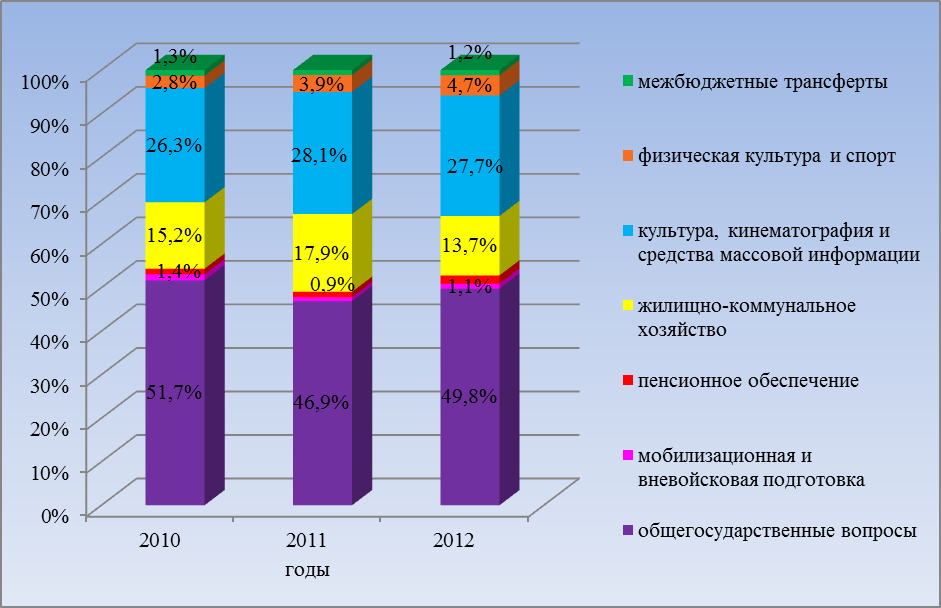 100%
90%
80%
70%
60%
50%
40%
30%
20%
10%
0%
1,3%
2,8%
26,3%
15,2%
1,4%
51,7%
3,9%
28,1%
17,9%
0,9%
46,9%
1,2%
4,7%
27,7%
13,7%
1,1%
49,8%
2010
2011
2012
годы
межбюджетные трансферты
физическая культура и спорт
культура, кинематография и
средства массовой информации
жилищно-коммунальное
хозяйство
пенсионное обеспечение
мобилизационная и
вневойсковая подготовка
общегосударственные вопросы